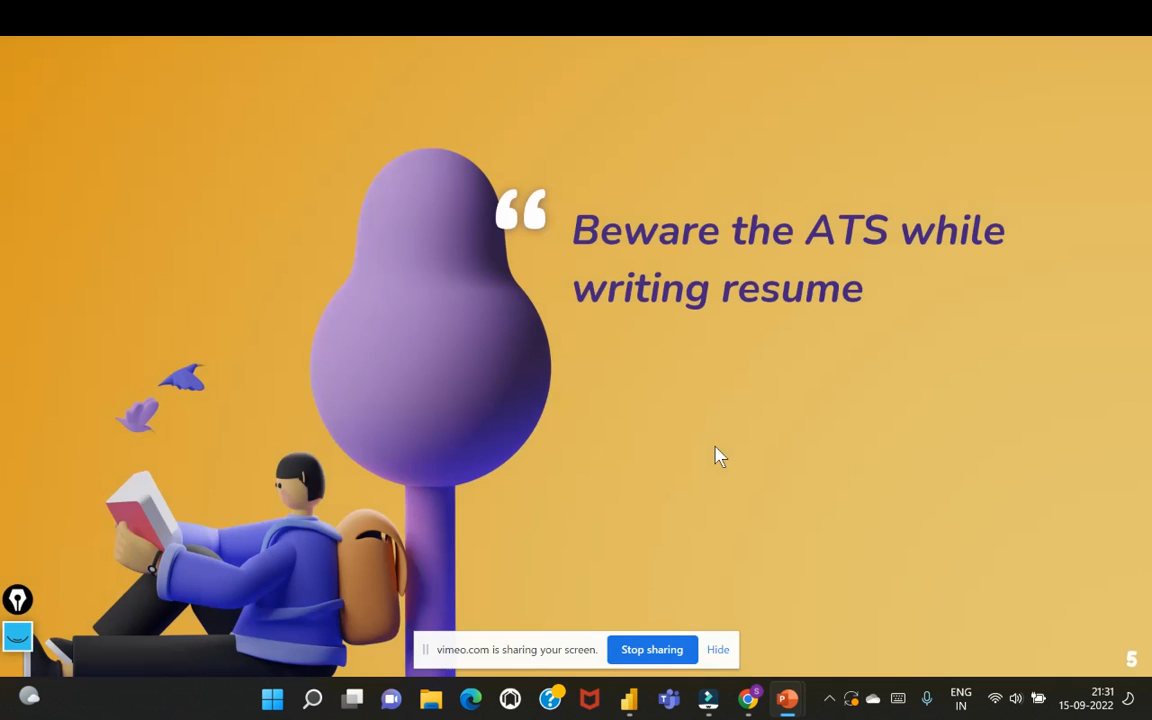 “ Beware the ATS while
writing resume
vimeo.com is sharing your screen. Stop sharing Hide
5
S
ENG
IN
21:31
15-09-2022